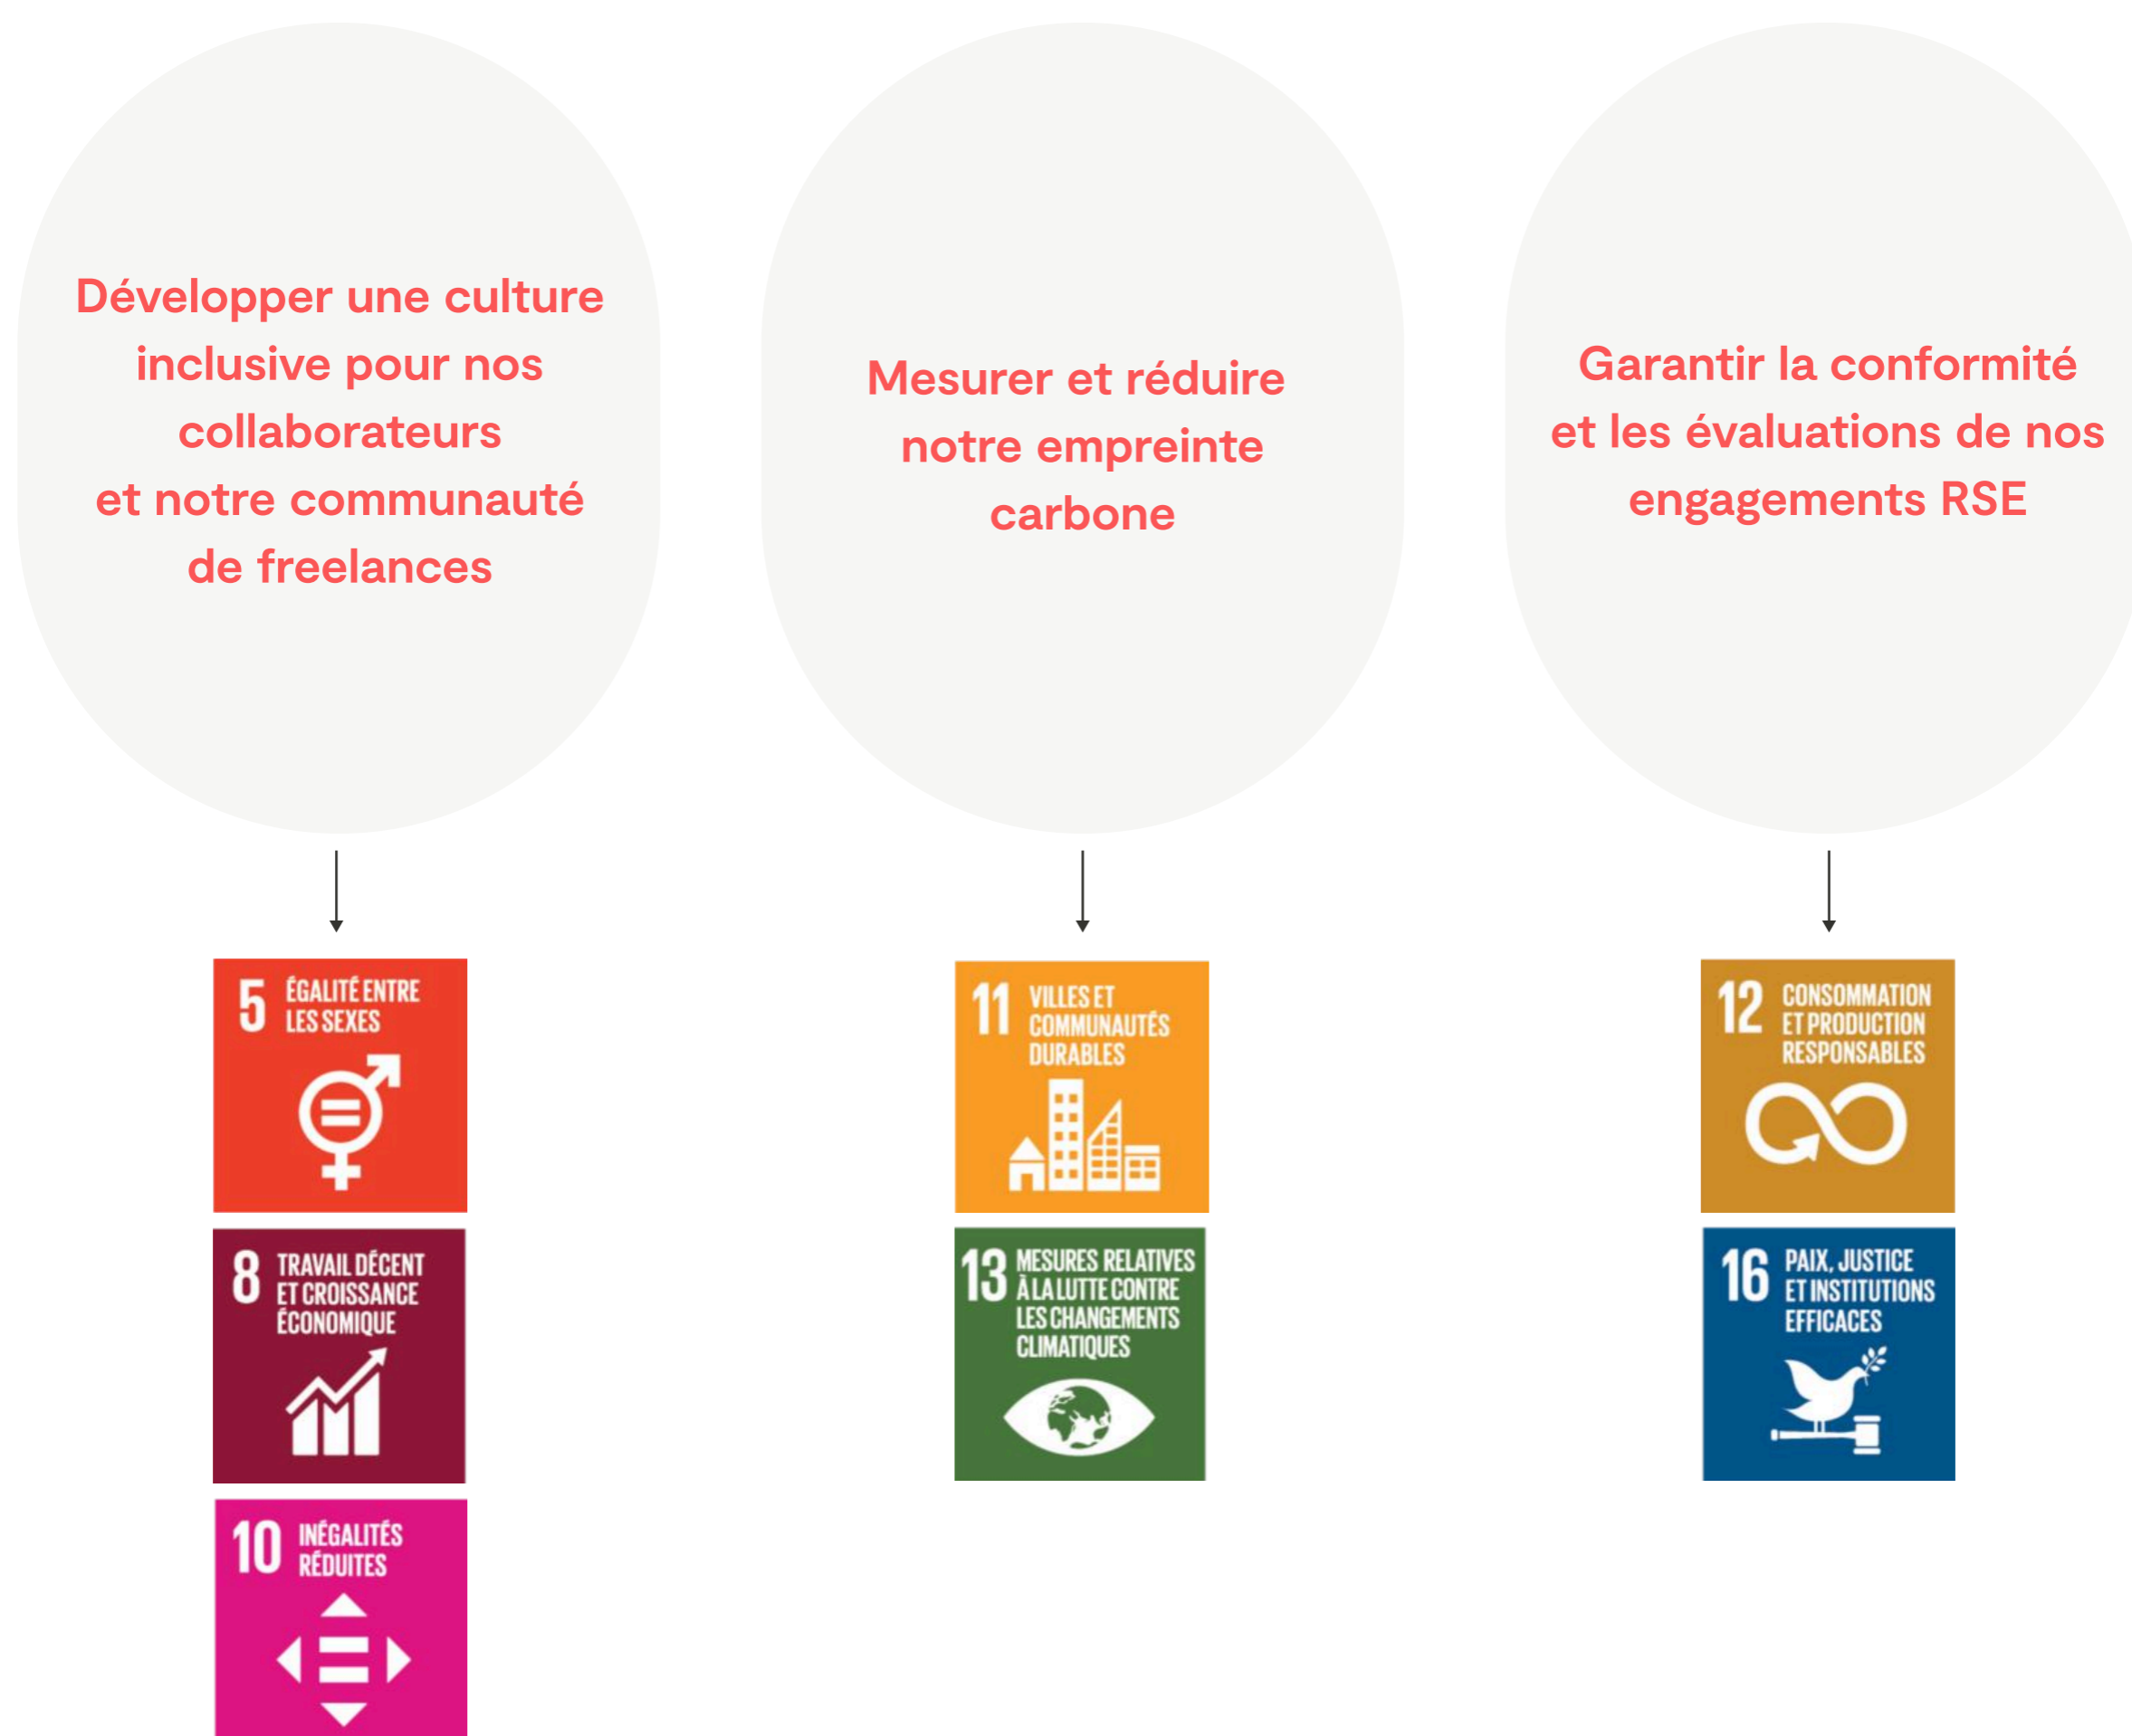 Développer une culture
inclusive pour nos
collaborateurs
et notre communauté
de freelances
Mesurer et réduire
notre empreinte
carbone
Garantir la conformité
et les évaluations de nos
engagements RSE
5 ÉGALITÉ ENTRE
LES SEXES
8 TRAVAIL DÉCENT
ET CROISSANCE
ÉCONOMIQUE
10 INÉGALITÉS
RÉDUITES
11 VILLES ET
COMMUNAUTÉS
DURABLES
13 MESURES RELATIVES
À LA LUTTE CONTRE
LES CHANGEMENTS
CLIMATIQUES
12 CONSOMMATION
ET PRODUCTION
RESPONSABLES
16 PAIX, JUSTICE
ET INSTITUTIONS
EFFICACES